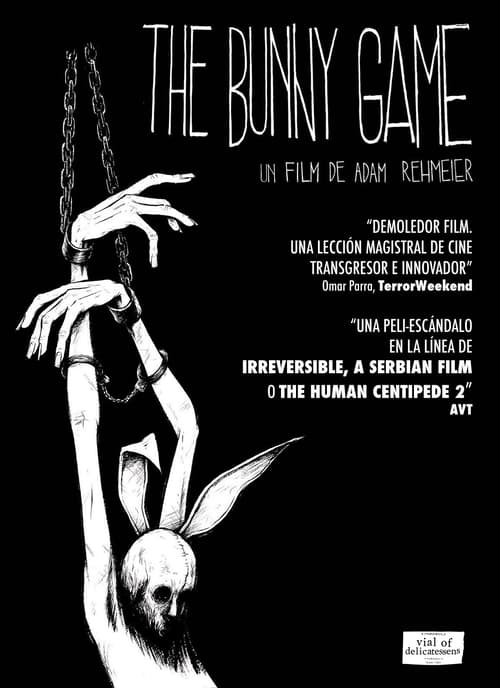 THE BUNNY GAME
UN FILM DE ADAM REHMEIER
“DEMOLEDOR FILM.
UNA LECCIÓN MAGISTRAL DE CINE
TRANSGRESOR E INNOVADOR”
Omar Parra, TerrorWeekend
“UNA PELI-ESCÁNDALO
EN LA LÍNEA DE
IRREVERSIBLE, A SERBIAN FILM
O THE HUMAN CENTIPEDE 2”
AVT
vial of
delicatessens